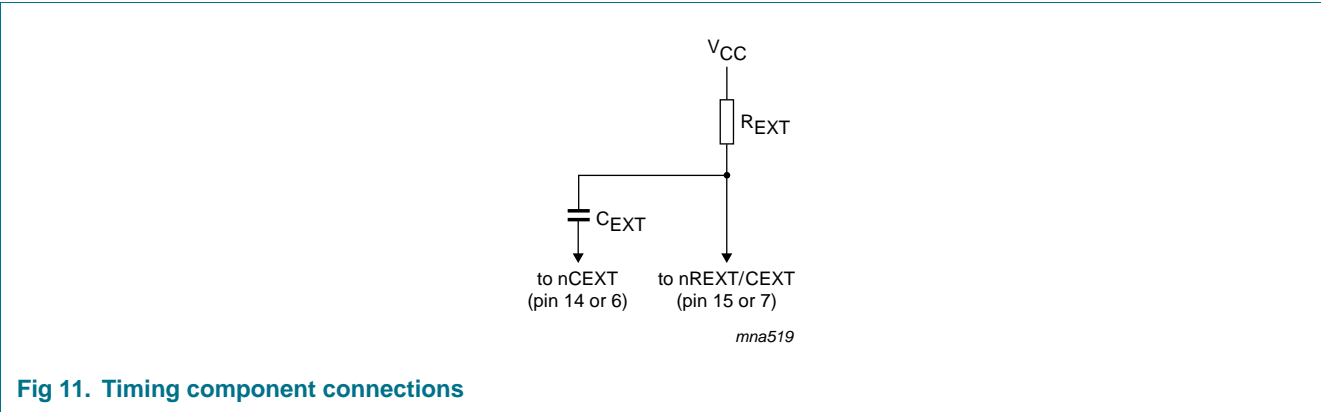 VCC
REXT
CEXT
to nCEXT
(pin 14 or 6)
to nREXT/CEXT
(pin 15 or 7)
mna519
Fig 11. Timing component connections